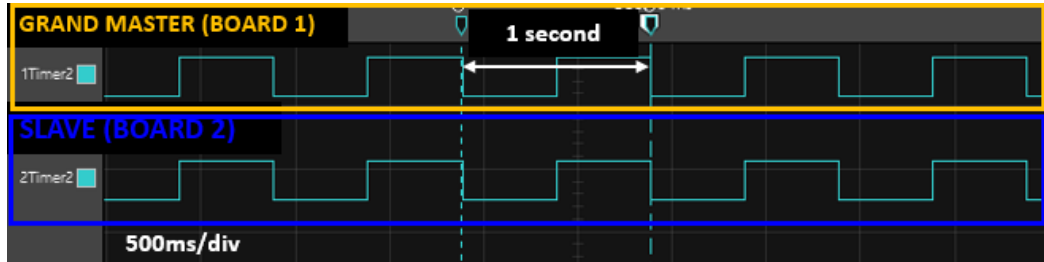 GRAND MASTER (BOARD 1)
1 second
1Timer2
SLAVE (BOARD 2)
2Timer2
500ms/div